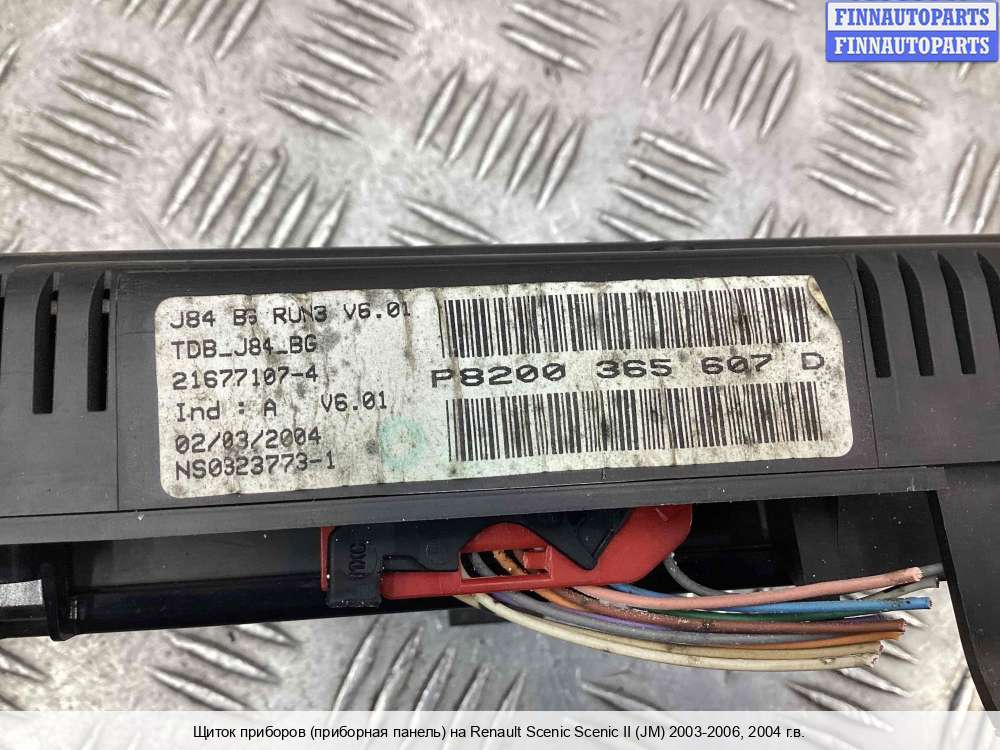 FINNAUTOPARTS
FINNAUTOPARTS
J84 BG RUN3 V6.01
TDB_J84_BG
21677107-4
Ind : A V6.01
02/03/2004
NS0323773-1
P8200 365 607 D
Щиток приборов (приборная панель) на Renault Scenic Scenic II (JM) 2003-2006, 2004 г.в.